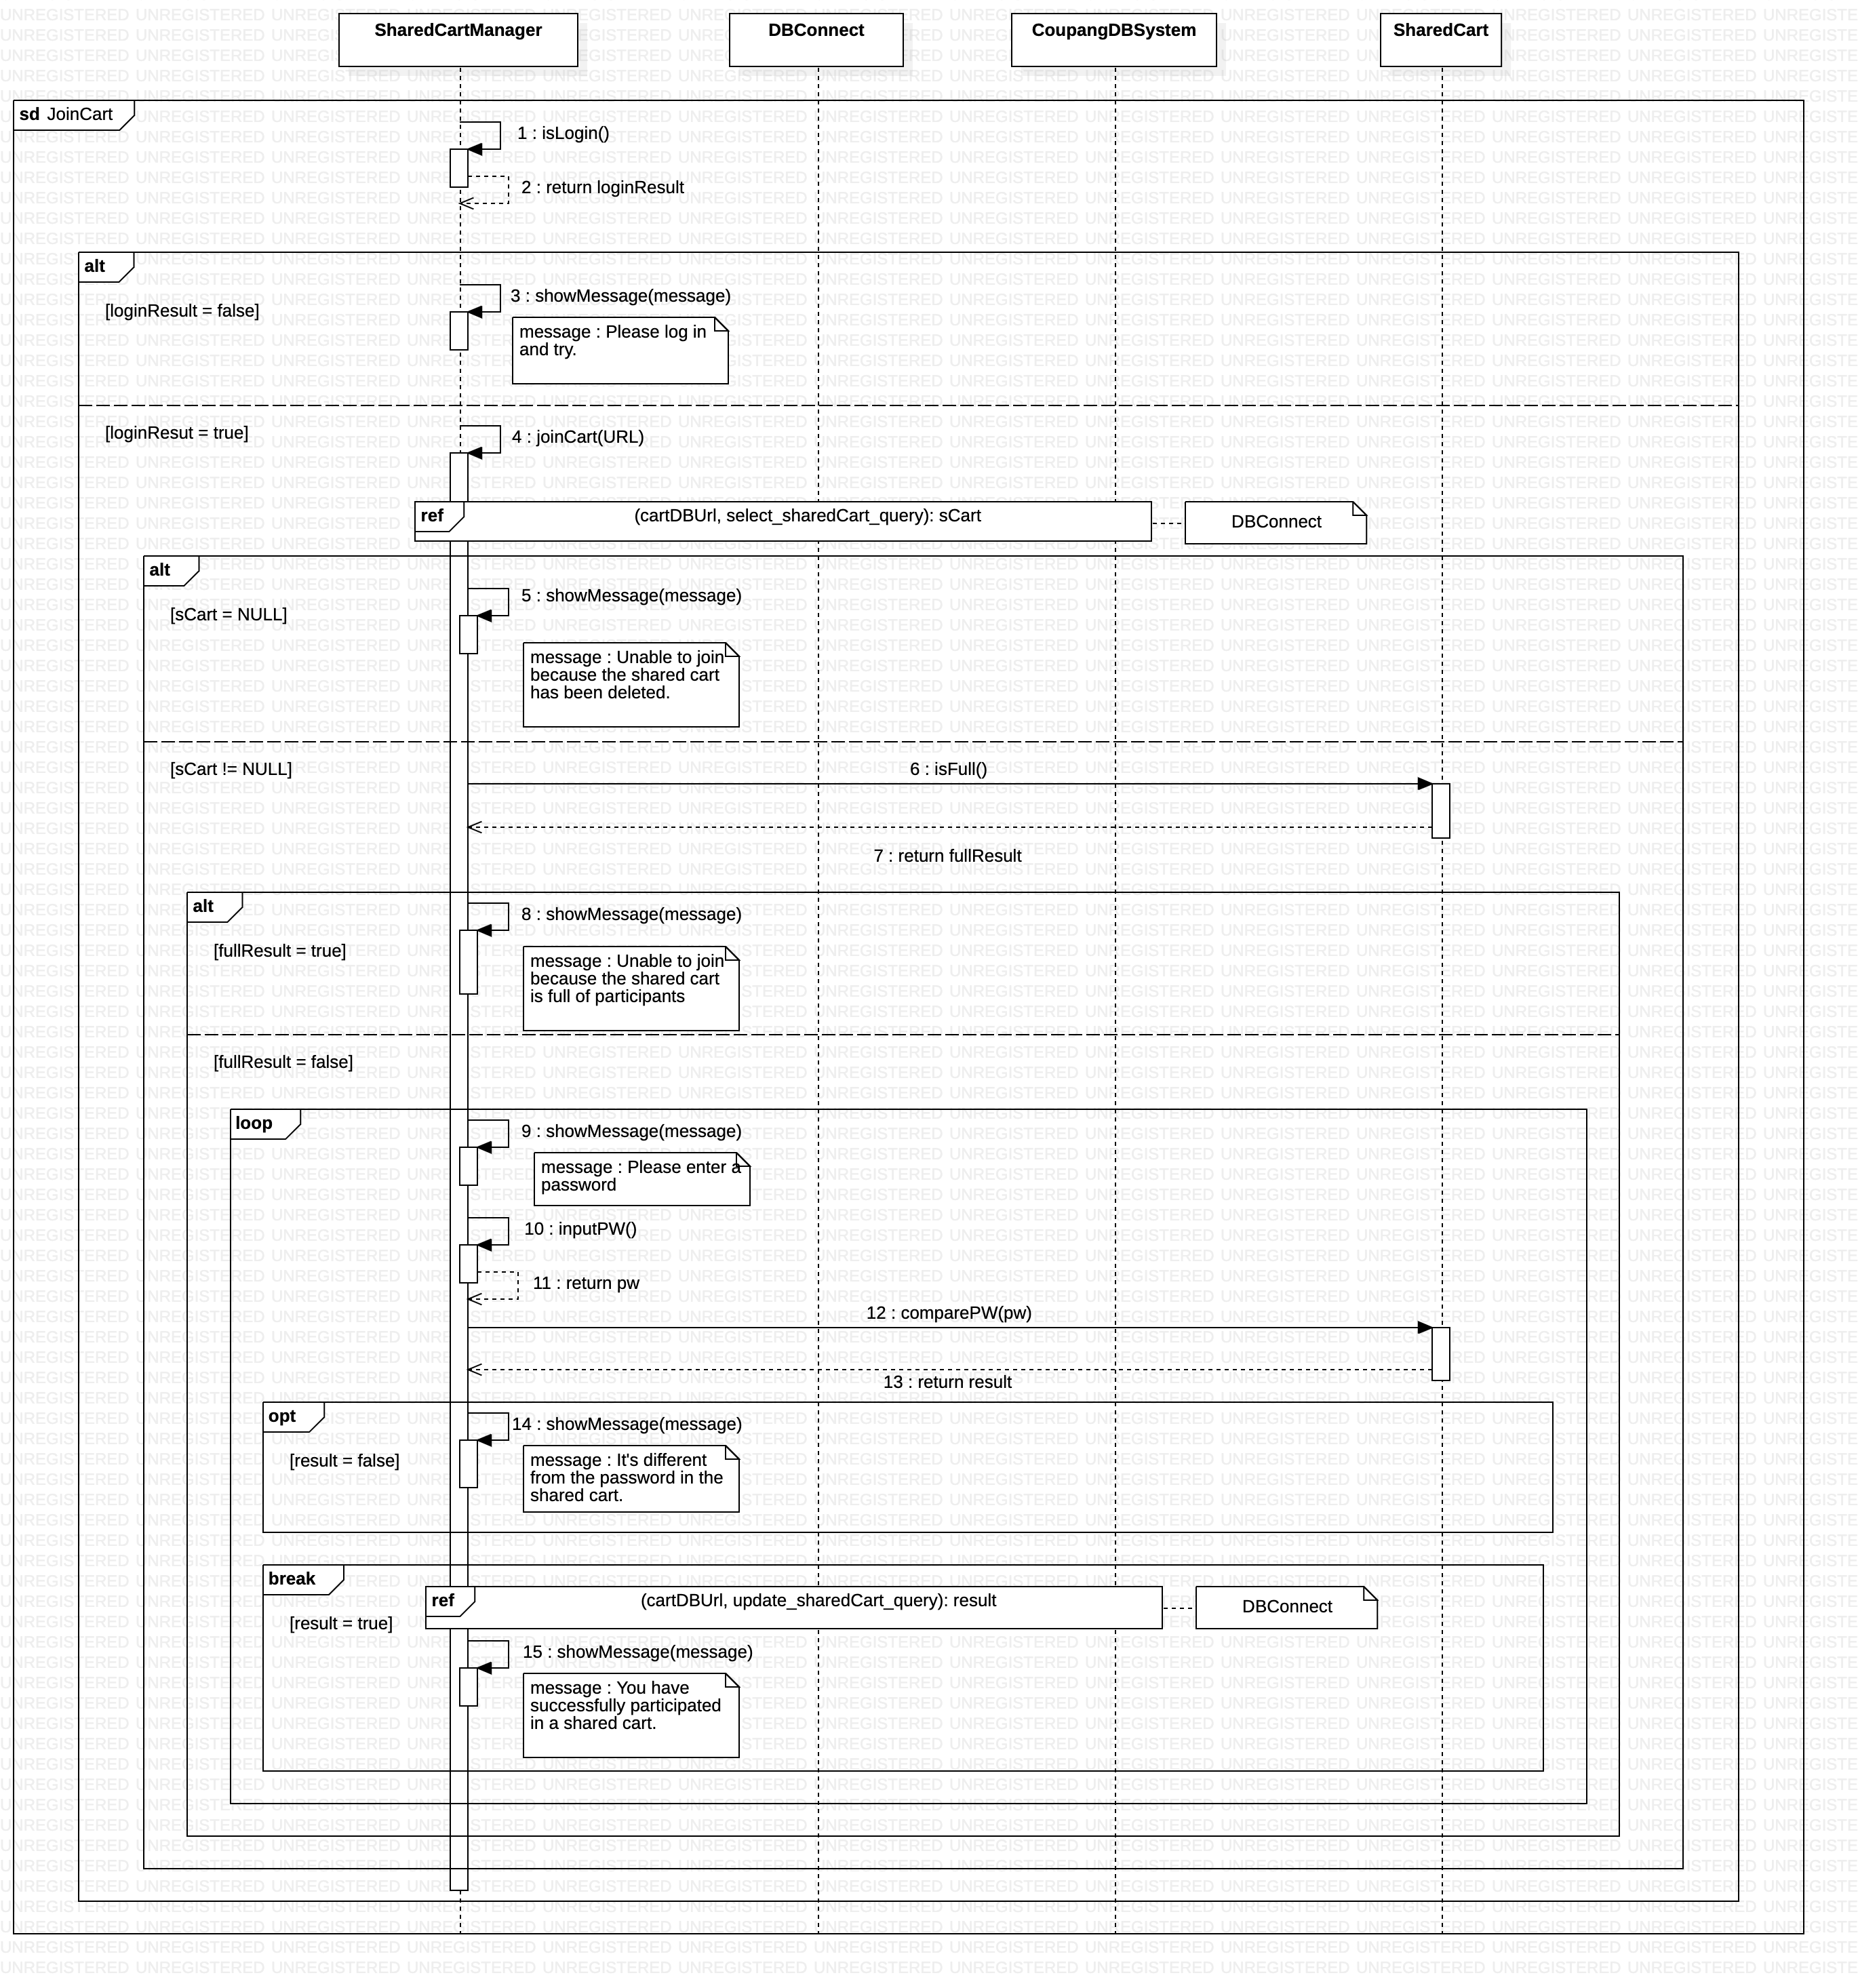 SharedCartManager
DBConnect
CoupangDBSystem
SharedCart
sd JoinCart
1 : isLogin()
2 : return loginResult
alt
3 : showMessage(message)
[loginResult = false]
message : Please log in
and try.
[loginResut = true]
4 : joinCart(URL)
ref
(cartDBUrl, select_sharedCart_query): sCart
DBConnect
alt
5 : showMessage(message)
[sCart = NULL]
message : Unable to join
because the shared cart
has been deleted.
[sCart != NULL]
6 : isFull()
7 : return fullResult
alt
8 : showMessage(message)
[fullResult = true]
message : Unable to join
because the shared cart
is full of participants
[fullResult = false]
loop
9 : showMessage(message)
message : Please enter a
password
10 : inputPW()
11 : return pw
12 : comparePW(pw)
13 : return result
opt
14 : showMessage(message)
[result = false]
message : It's different
from the password in the
shared cart.
break
ref
(cartDBUrl, update_sharedCart_query): result
DBConnect
[result = true]
15 : showMessage(message)
message : You have
successfully participated
in a shared cart.